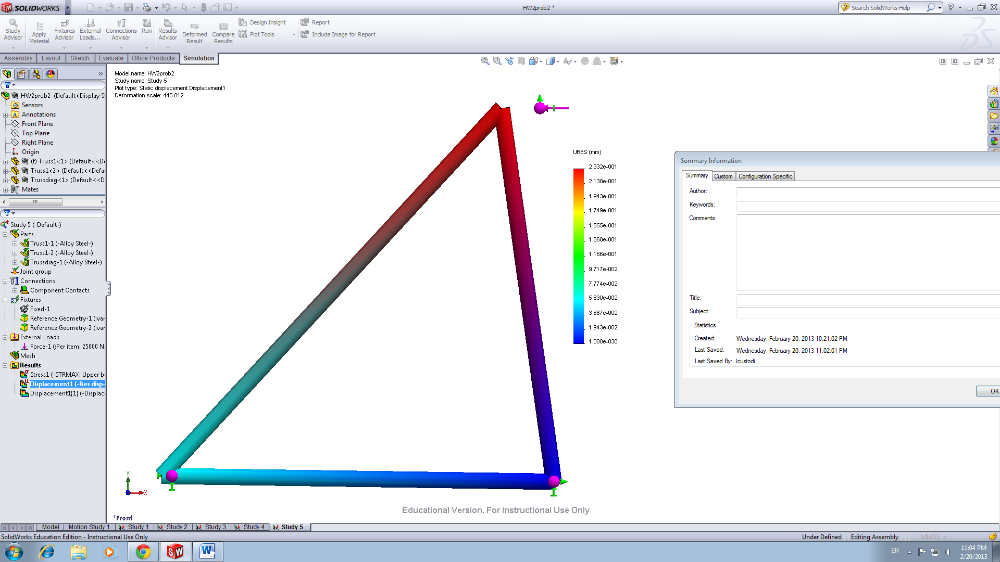 SOLIDWORKS
HW2prob2 *
Search SolidWorks Help
Study Advisor
Apply Material
Fixtures Advisor
External Loads...
Connections Advisor
Run
Results Advisor
Deformed Result
Compare Results
Design Insight
Plot Tools
Report
Include Image for Report
Assembly
Layout
Sketch
Evaluate
Office Products
Simulation
HW2prob2 (Default<Display S
Sensors
Annotations
Front Plane
Top Plane
Right Plane
Origin
(f) Truss1<1> (Default<<De
Truss1<2> (Default<<Defau
Trussdiag<1> (Default<<D
Mates
Study 5 (-Default-)
Parts
Truss1-1 (-Alloy Steel-)
Truss1-2 (-Alloy Steel-)
Trussdiag-1 (-Alloy Steel-)
Joint group
Connections
Component Contacts
Fixtures
Fixed-1
Reference Geometry-1 (:var
Reference Geometry-2 (:var
External Loads
Force-1 (:Per item: 25000 N:
Mesh
Results
Stress1 (-STRMAX: Upper b
Displacement1 (-Res disp-
Displacement1{1} (-Displac
Model name: HW2prob2
Study name: Study 5
Plot type: Static displacement Displacement1
Deformation scale: 445.012
URES (mm)
2.332e-001
2.138e-001
1.943e-001
1.749e-001
1.555e-001
1.360e-001
1.166e-001
9.717e-002
7.774e-002
5.830e-002
3.887e-002
1.943e-002
1.000e-030
Y
X
*Front
Educational Version. For Instructional Use Only
Summary Information
Summary
Custom
Configuration Specific
Author:
Keywords:
Comments:
Title:
Subject:
Statistics
Created: Wednesday, February 20, 2013 10:21:02 PM
Last Saved: Wednesday, February 20, 2013 11:02:01 PM
Last Saved By: lcustodi
OK
Model
Motion Study 1
Study 1
Study 2
Study 3
Study 4
Study 5
SolidWorks Education Edition - Instructional Use Only
Under Defined
Editing Assembly
MMGS
EN
11:04 PM
2/20/2013